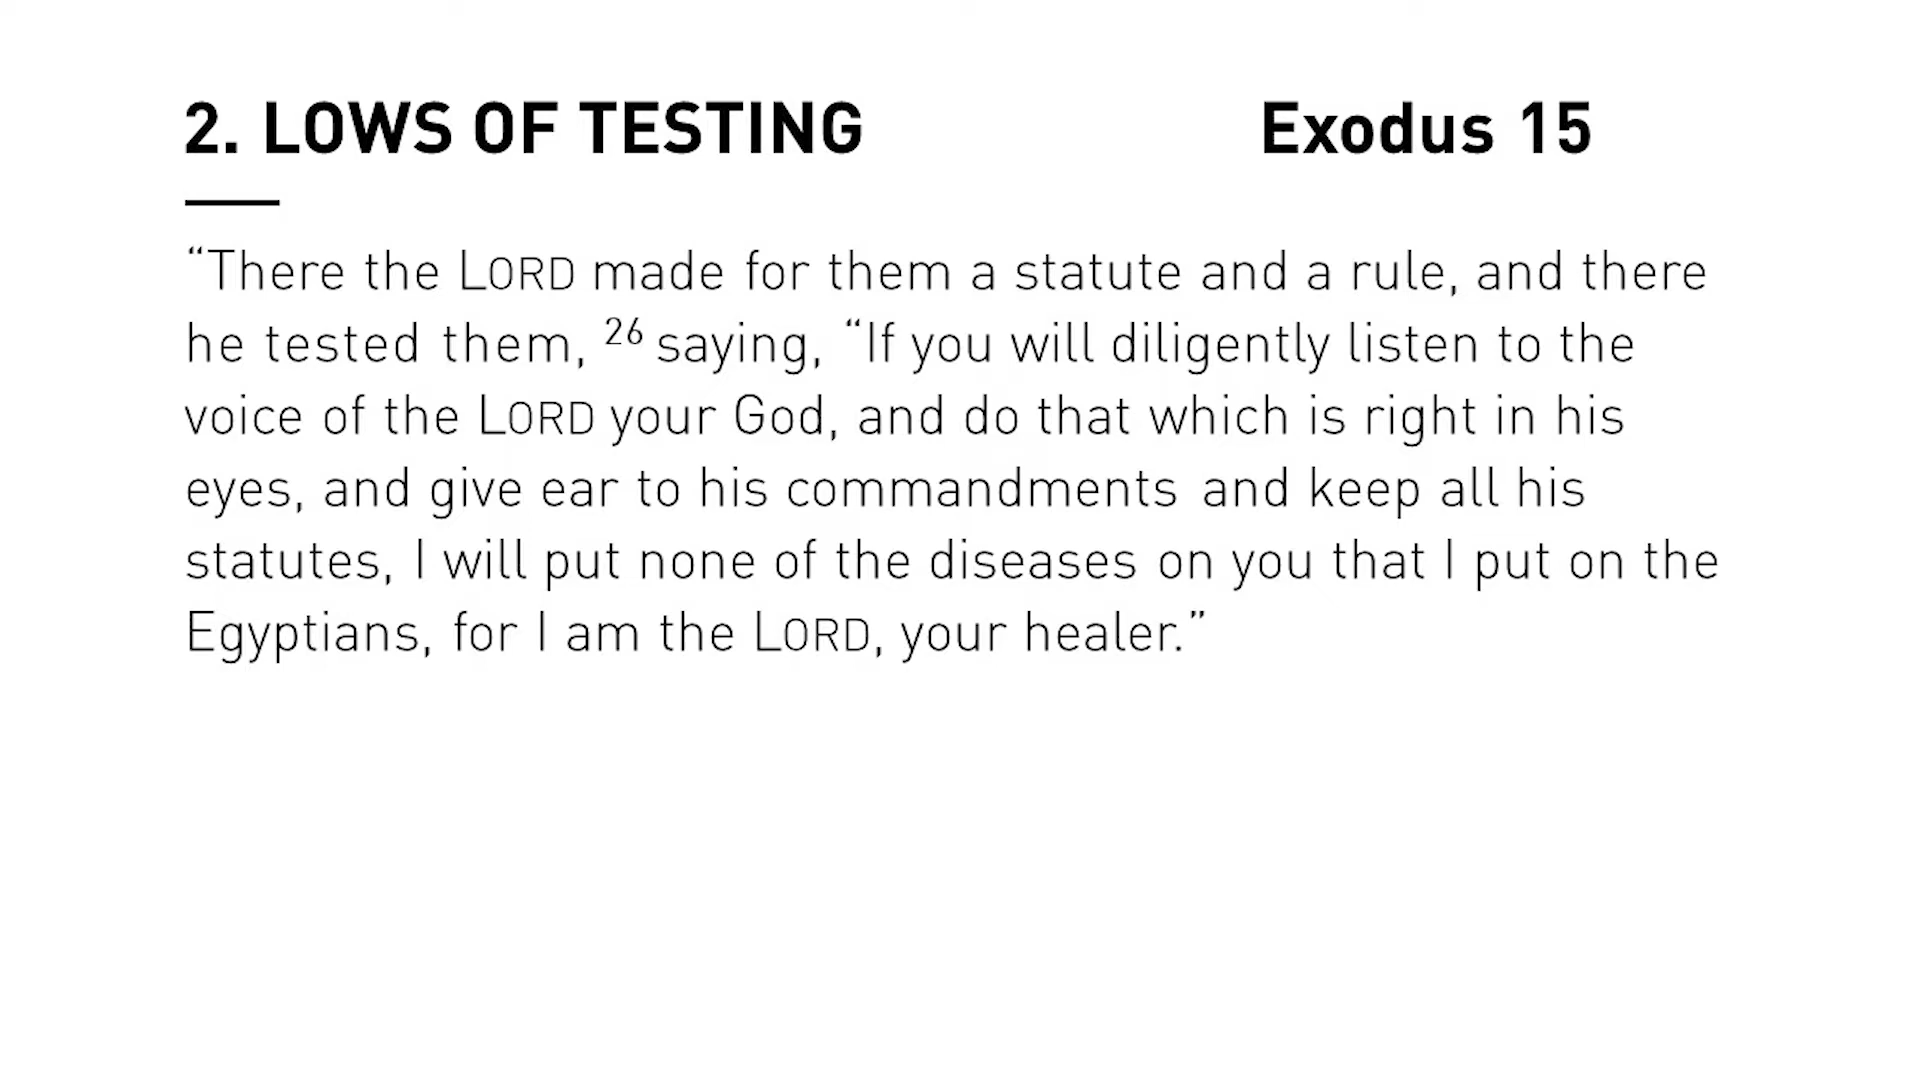 2. LOWS OF TESTING Exodus 15
“There the LORD made for them a statute and a rule, and there
he tested them, 26 saying, “If you will diligently listen to the
voice of the LORD your God, and do that which is right in his
eyes, and give ear to his commandments and keep all his
statutes, I will put none of the diseases on you that I put on the
Egyptians, for I am the LORD, your healer.”